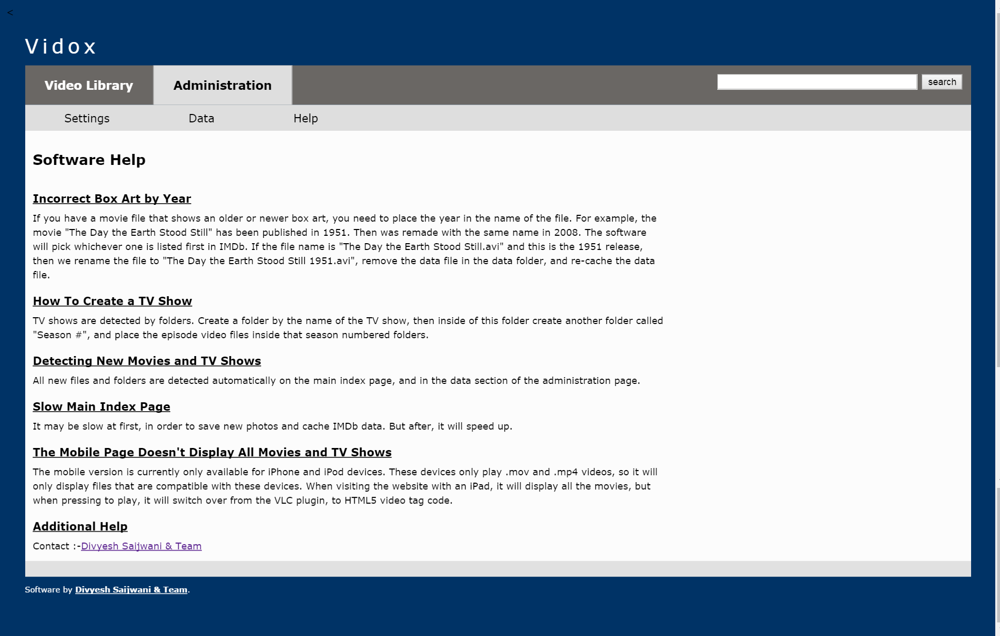 <
Vidox
Video Library
Administration
search
Settings
Data
Help
Software Help
Incorrect Box Art by Year
If you have a movie file that shows an older or newer box art, you need to place the year in the name of the file. For example, the
movie "The Day the Earth Stood Still" has been published in 1951. Then was remade with the same name in 2008. The software
will pick whichever one is listed first in IMDb. If the file name is "The Day the Earth Stood Still.avi" and this is the 1951 release,
then we rename the file to "The Day the Earth Stood Still 1951.avi", remove the data file in the data folder, and re-cache the data
file.
How To Create a TV Show
TV shows are detected by folders. Create a folder by the name of the TV show, then inside of this folder create another folder called
"Season #", and place the episode video files inside that season numbered folders.
Detecting New Movies and TV Shows
All new files and folders are detected automatically on the main index page, and in the data section of the administration page.
Slow Main Index Page
It may be slow at first, in order to save new photos and cache IMDb data. But after, it will speed up.
The Mobile Page Doesn't Display All Movies and TV Shows
The mobile version is currently only available for iPhone and iPod devices. These devices only play .mov and .mp4 videos, so it will
only display files that are compatible with these devices. When visiting the website with an iPad, it will display all the movies, but
when pressing to play, it will switch over from the VLC plugin, to HTML5 video tag code.
Additional Help
Contact :-Divyesh Saijwani & Team
Software by Divyesh Saijwani & Team.